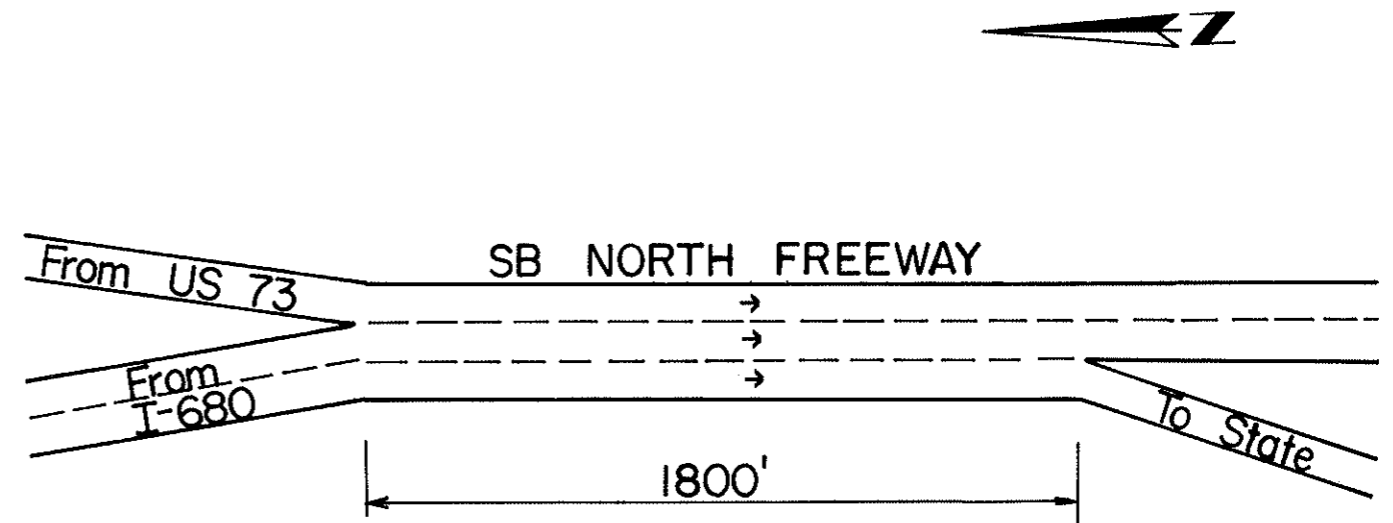 N
From US 73
SB NORTH FREEWAY
From
I-680
To State
1800'